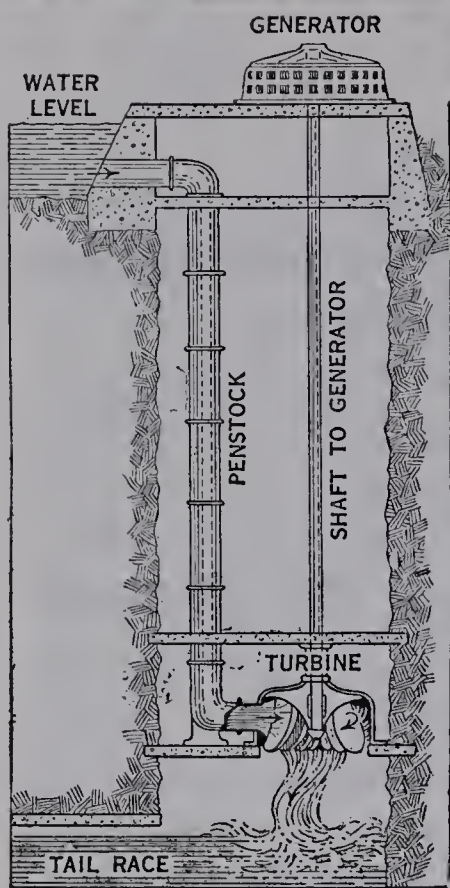 GENERATOR
WATER
LEVEL
PENSTOCK
SHAFT TO GENERATOR
TURBINE
TAIL RACE